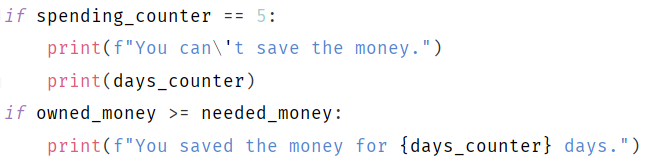 if spending_counter == 5:
    print(f"You can\'t save the money.")
    print(days_counter)
if owned_money >= needed_money:
    print(f"You saved the money for {days_counter} days.")